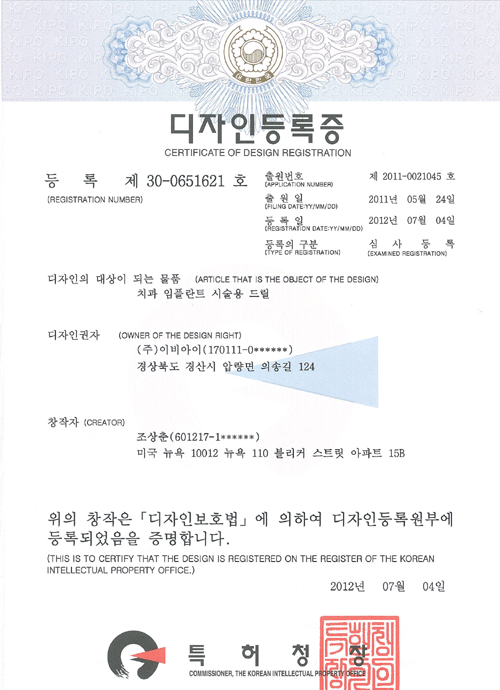 디자인등록증
CERTIFICATE OF DESIGN REGISTRATION
등 록 제 30-0651621 호
(REGISTRATION NUMBER)
출원번호 제 2011-0021045 호
(APPLICATION NUMBER)
출 원 일 2011년 05월 24일
(FILING DATE:YY/MM/DD)
등 록 일 2012년 07월 04일
(REGISTRATION DATE:YY/MM/DD)
등록의 구분 심 사 등 록
(TYPE OF REGISTRATION) (EXAMINED REGISTRATION)
디자인의 대상이 되는 물품 (ARTICLE THAT IS THE OBJECT OF THE DESIGN)
치과 임플란트 시술용 드릴
디자인권자 (OWNER OF THE DESIGN RIGHT)
(주)이비아이(170111-0******)
경상북도 경산시 압량면 의송길 124
창작자 (CREATOR)
조상춘(601217-1******)
미국 뉴욕 10012 뉴욕 110 블리커 스트릿 아파트 15B
위의 창작은 「디자인보호법」에 의하여 디자인등록원부에
등록되었음을 증명합니다.
(THIS IS TO CERTIFY THAT THE DESIGN IS REGISTERED ON THE REGISTER OF THE KOREAN
INTELLECTUAL PROPERTY OFFICE.)
2012년 07월 04일
특 허 청 장
COMMISSIONER, THE KOREAN INTELLECTUAL PROPERTY OFFICE